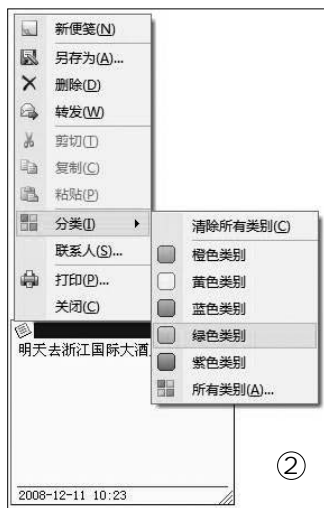 新便笺(N)
另存为(A)...
删除(D)
转发(W)
剪切(T)
复制(C)
粘贴(P)
分类(I)
联系人(S)...
打印(P)...
关闭(C)
清除所有类别(C)
橙色类别
黄色类别
蓝色类别
绿色类别
紫色类别
所有类别(A)...
明天去浙江国际大酒
2008-12-11 10:23
②